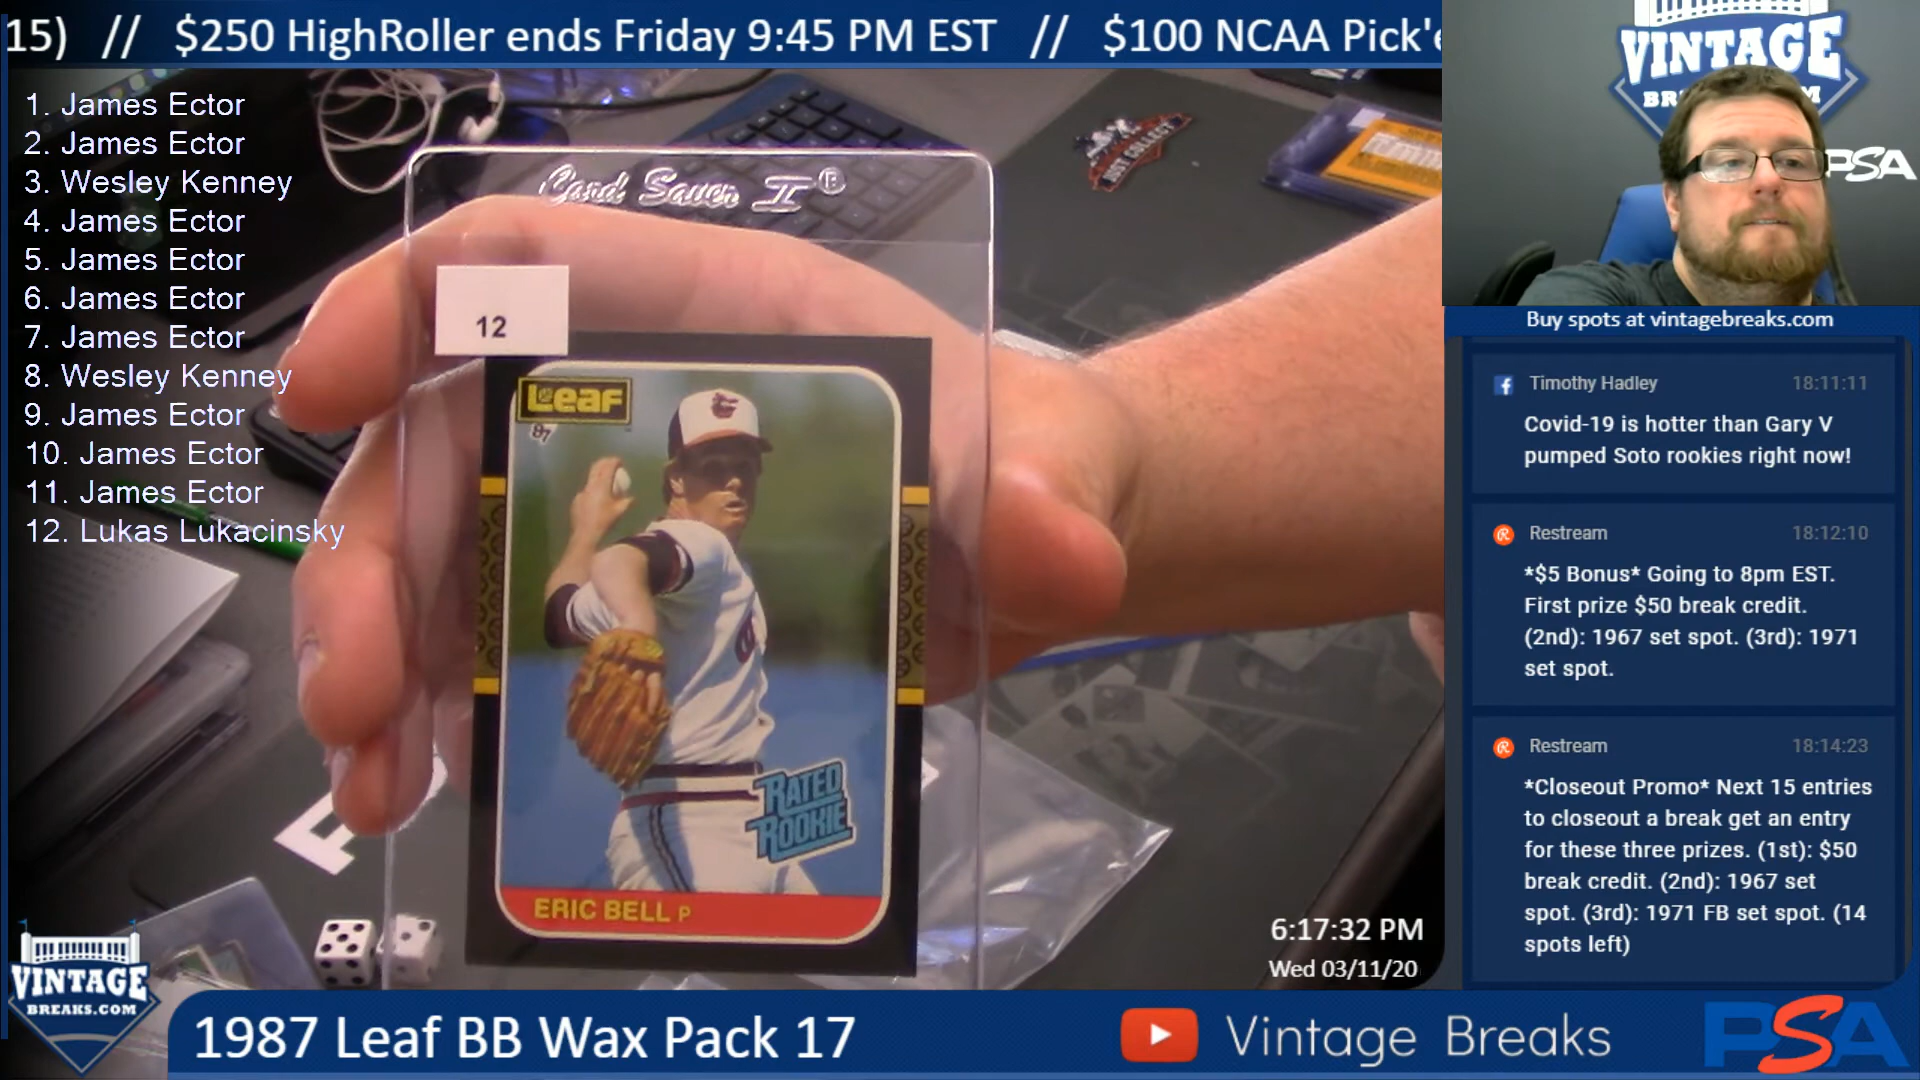 15) // $250 HighRoller ends Friday 9:45 PM EST // $100 NCAA Pick'e
VINTAGE
PSA
1. James Ector
2. James Ector
3. Wesley Kenney
4. James Ector
5. James Ector
6. James Ector
7. James Ector
8. Wesley Kenney
9. James Ector
10. James Ector
11. James Ector
12. Lukas Lukacinsky
Card Saver I®
JUST COLLECT
12
Leaf
87
RATED
ROOKIE
ERIC BELL P
Buy spots at vintagebreaks.com
Timothy Hadley 18:11:11
Covid-19 is hotter than Gary V
pumped Soto rookies right now!
Restream 18:12:10
*$5 Bonus* Going to 8pm EST.
First prize $50 break credit.
(2nd): 1967 set spot. (3rd): 1971
set spot.
Restream 18:14:23
*Closeout Promo* Next 15 entries
to closeout a break get an entry
for these three prizes. (1st): $50
break credit. (2nd): 1967 set
spot. (3rd): 1971 FB set spot. (14
spots left)
6:17:32 PM
Wed 03/11/20
VINTAGE
BREAKS.COM
1987 Leaf BB Wax Pack 17
Vintage Breaks
PSA